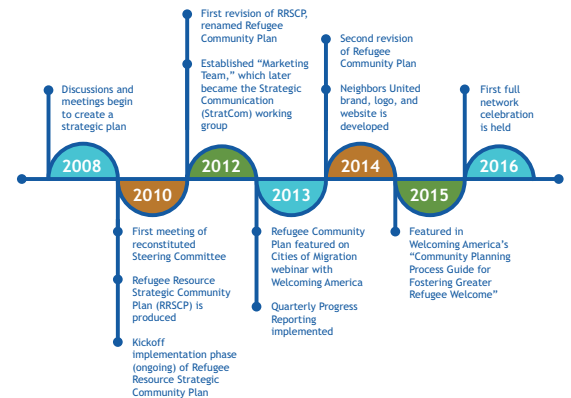 2008
Discussions and
meetings begin
to create a
strategic plan
2010
First meeting of
reconstituted
Steering Committee
Refugee Resource
Strategic Community
Plan (RRSCP) is
produced
Kickoff
implementation phase
(ongoing) of Refugee
Resource Strategic
Community Plan
2012
First revision of RRSCP,
renamed Refugee
Community Plan
Established “Marketing
Team,” which later
became the Strategic
Communication
(StratCom) working
group
2013
Refugee Community
Plan featured on
Cities of Migration
webinar with
Welcoming America
Quarterly Progress
Reporting
implemented
2014
Second revision
of Refugee
Community Plan
Neighbors United
brand, logo, and
website is
developed
2015
Featured in
Welcoming America’s
“Community Planning
Process Guide for
Fostering Greater
Refugee Welcome”
2016
First full
network
celebration
is held